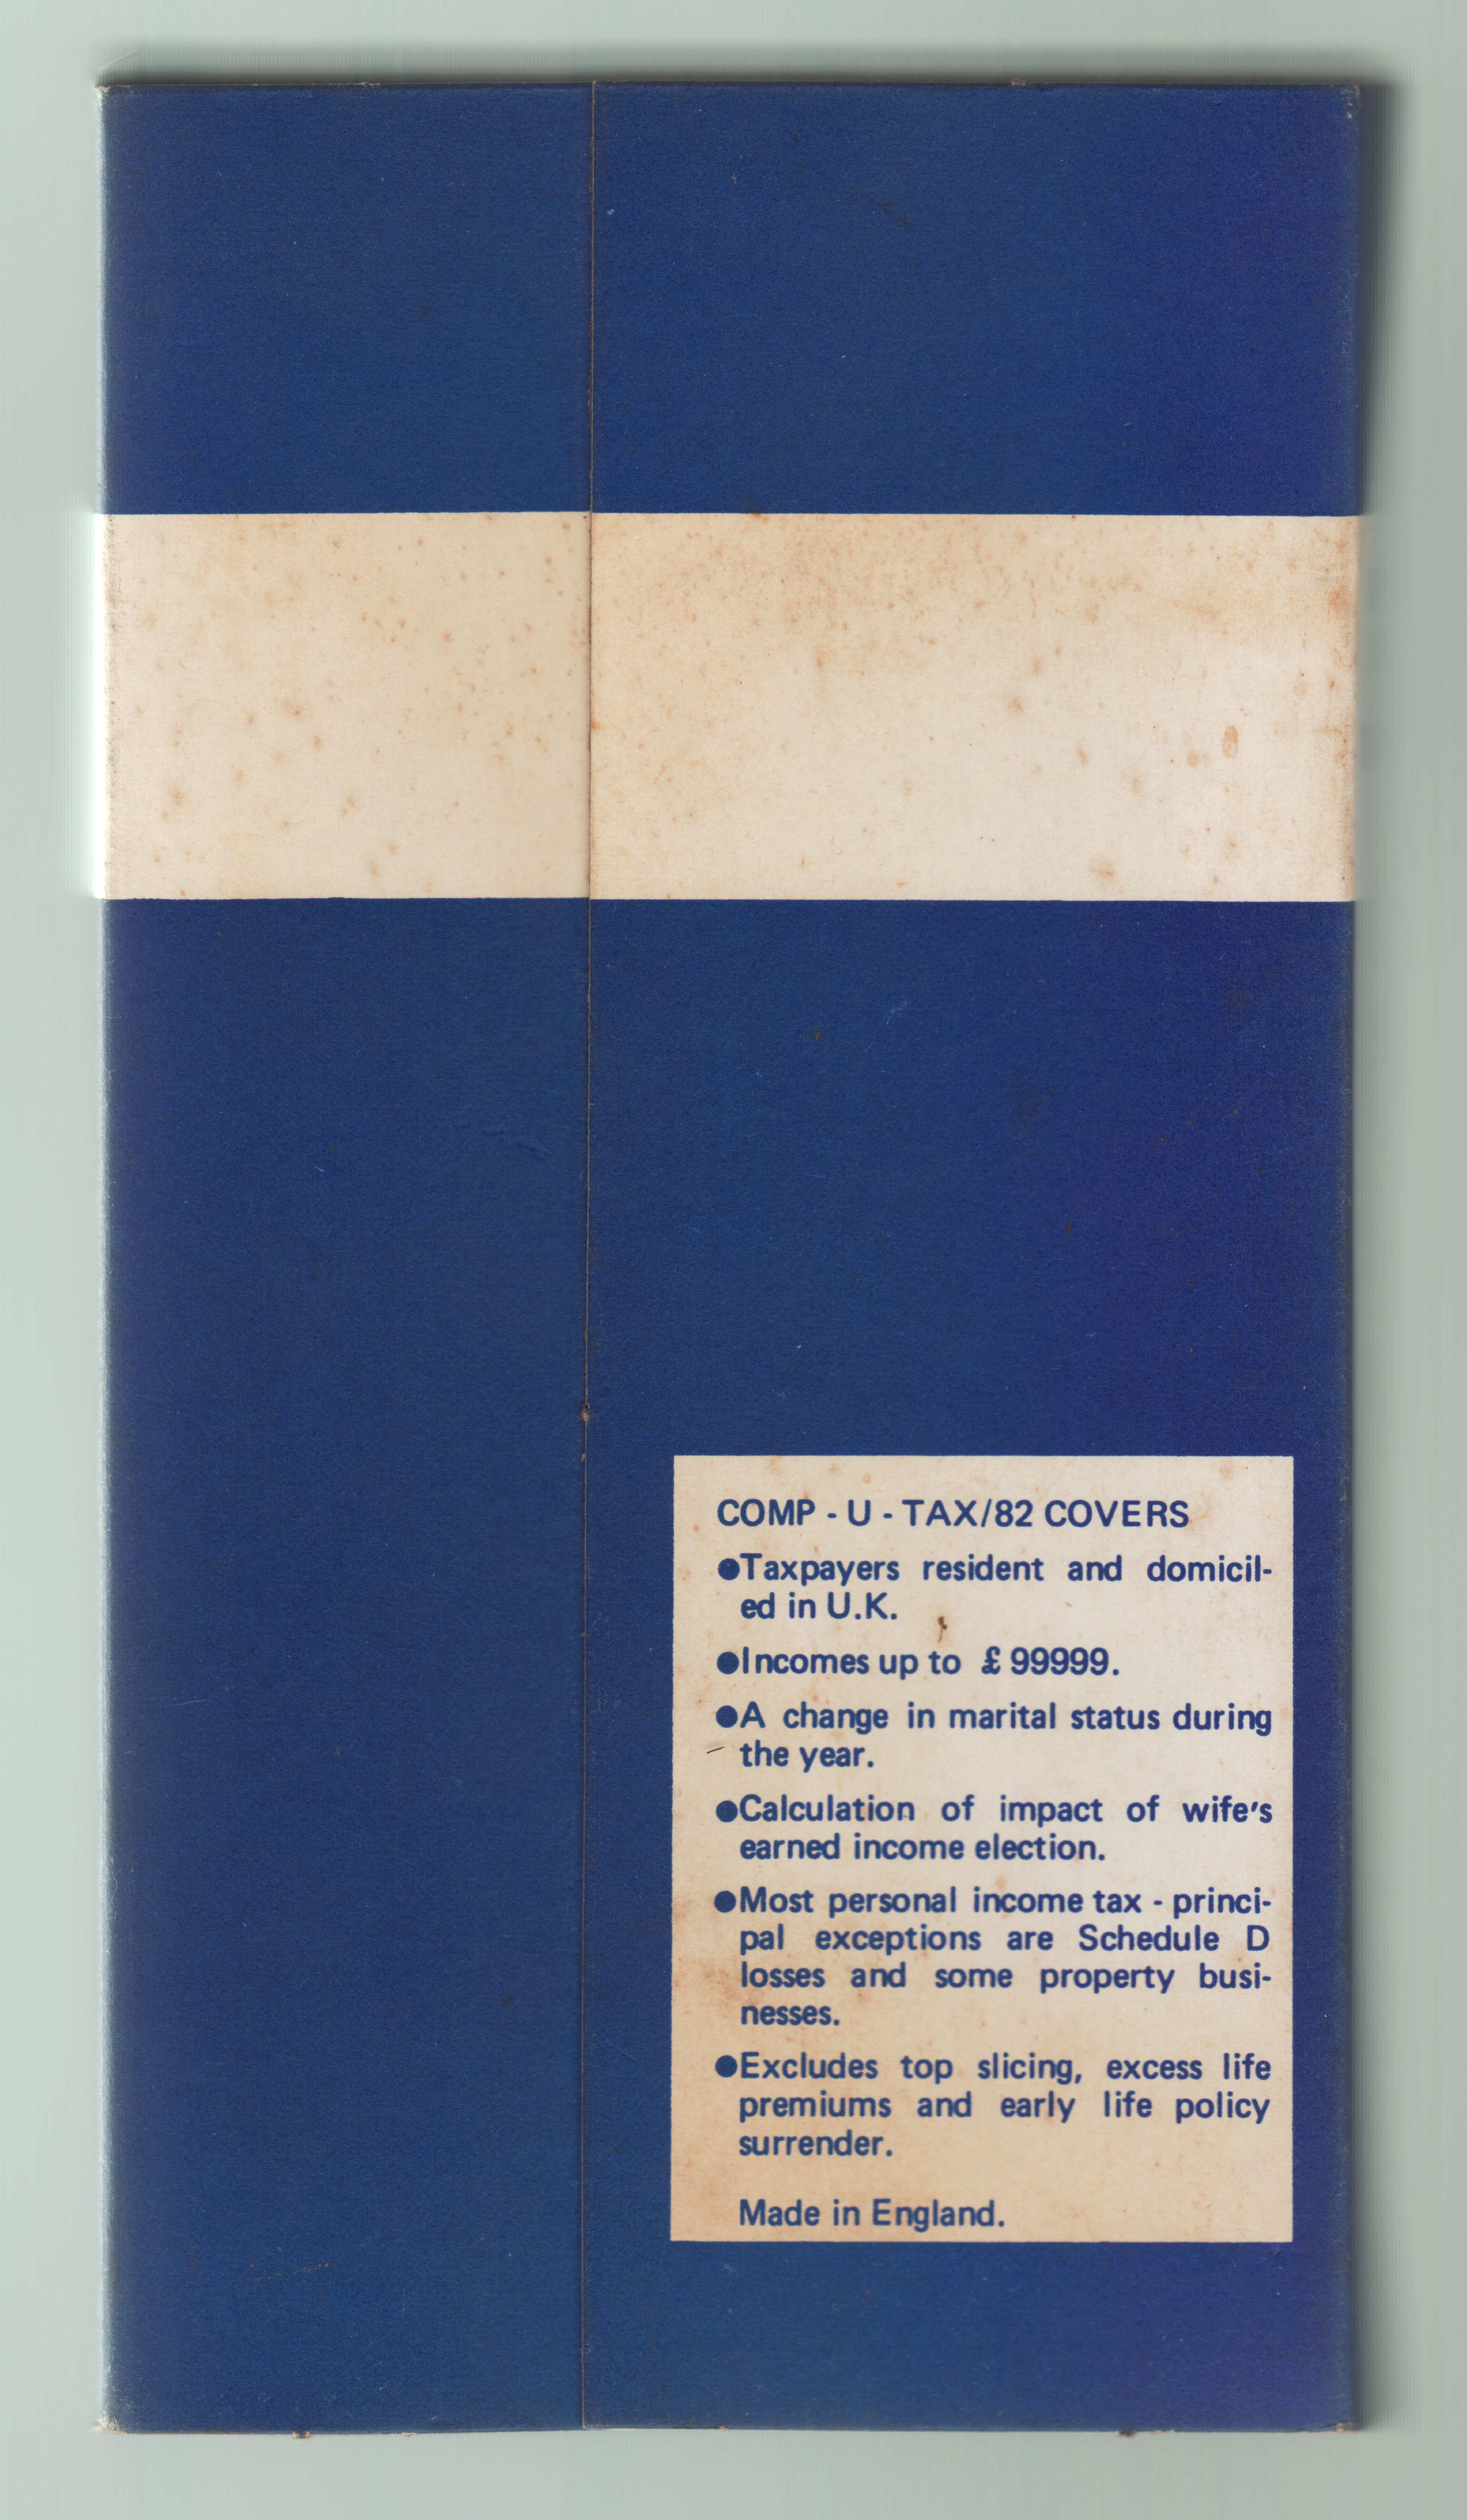 COMP - U - TAX/82 COVERS
●Taxpayers resident and domicil-
ed in U.K.
●Incomes up to £ 99999.
●A change in marital status during
the year.
●Calculation of impact of wife's
earned income election.
●Most personal income tax - princi-
pal exceptions are Schedule D
losses and some property busi-
nesses.
●Excludes top slicing, excess life
premiums and early life policy
surrender.
Made in England.